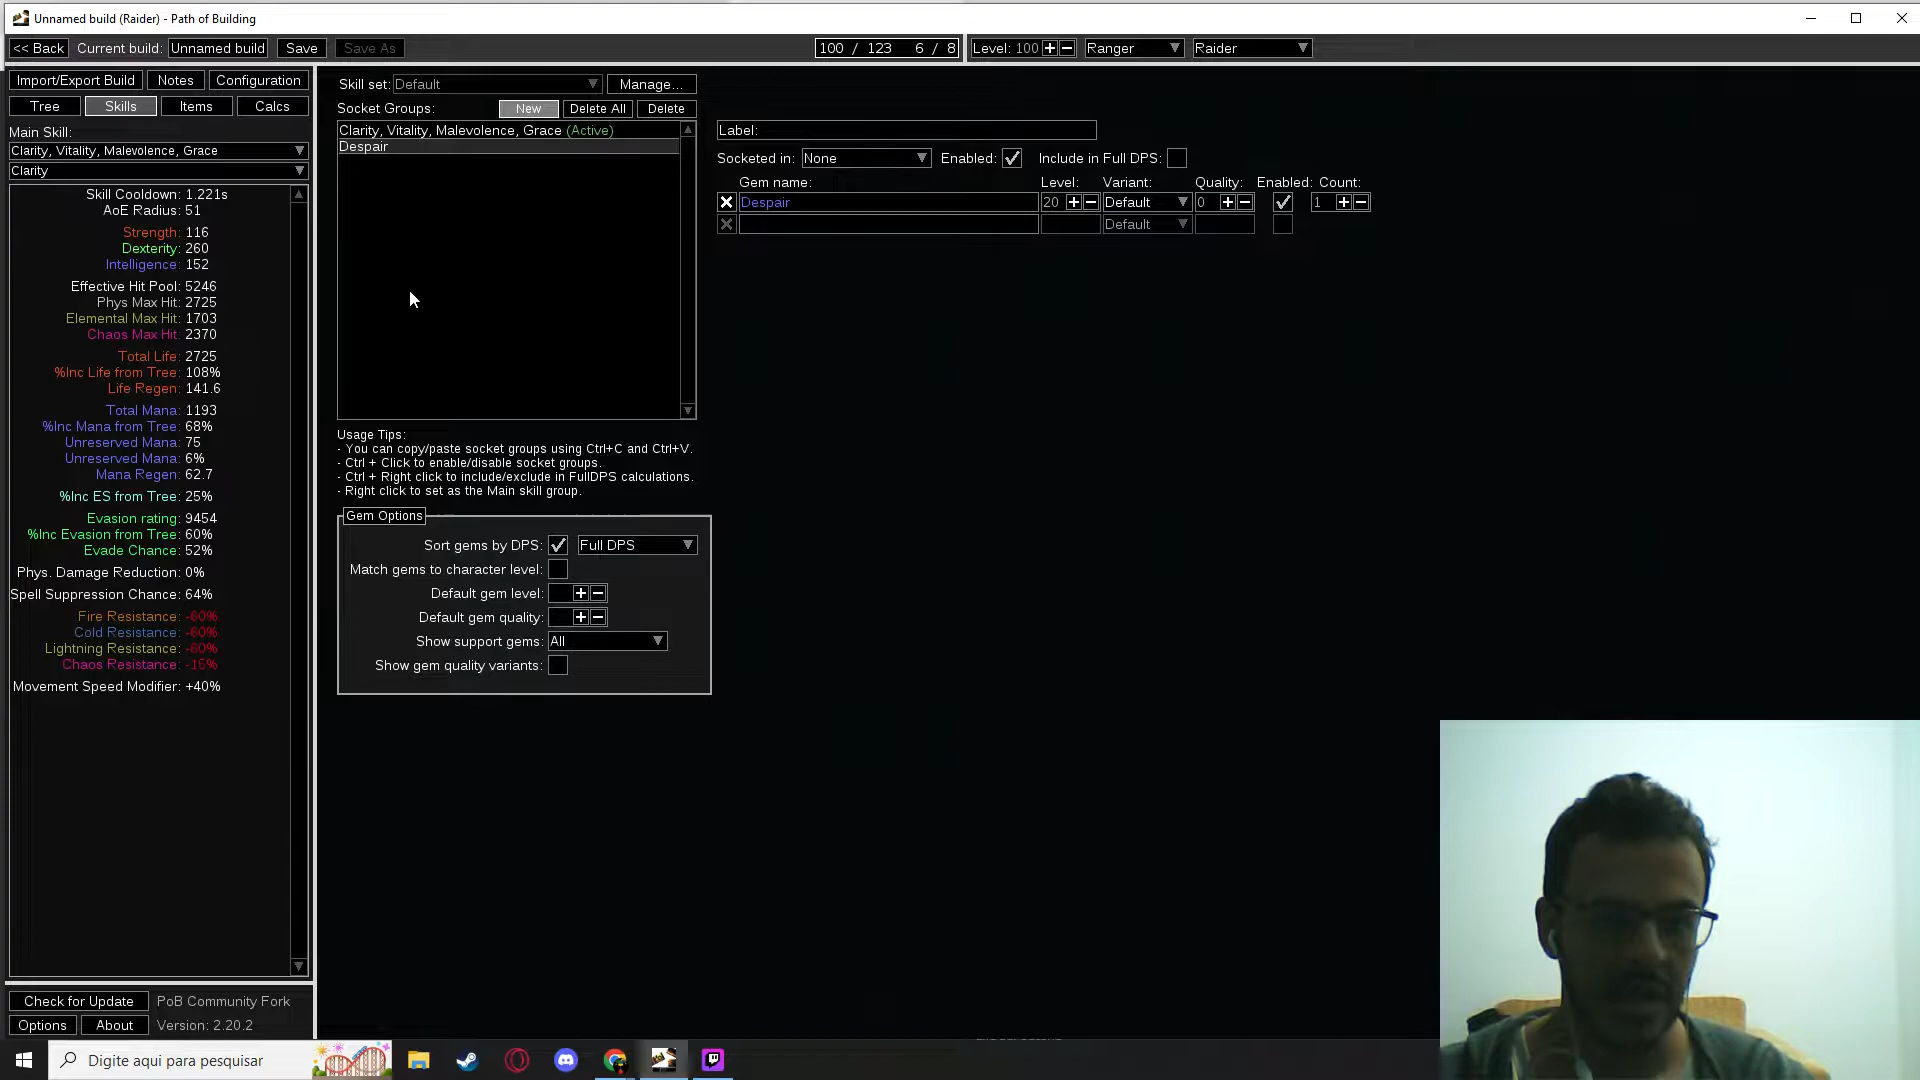 Unnamed build (Raider) - Path of Building
<< Back Current build: Unnamed build Save Save As 100 / 123 6 / 8 Level: 100 + - Ranger Raider
Import/Export Build Notes Configuration
Tree Skills Items Calcs
Main Skill:
Clarity, Vitality, Malevolence, Grace
Clarity
Skill Cooldown: 1.221s
AoE Radius: 51
Strength: 116
Dexterity: 260
Intelligence: 152
Effective Hit Pool: 5246
Phys Max Hit: 2725
Elemental Max Hit: 1703
Chaos Max Hit: 2370
Total Life: 2725
%Inc Life from Tree: 108%
Life Regen: 141.6
Total Mana: 1193
%Inc Mana from Tree: 68%
Unreserved Mana: 75
Unreserved Mana: 6%
Mana Regen: 62.7
%Inc ES from Tree: 25%
Evasion rating: 9454
%Inc Evasion from Tree: 60%
Evade Chance: 52%
Phys. Damage Reduction: 0%
Spell Suppression Chance: 64%
Fire Resistance: -60%
Cold Resistance: -60%
Lightning Resistance: -60%
Chaos Resistance: -15%
Movement Speed Modifier: +40%
Check for Update PoB Community Fork
Options About Version: 2.20.2
Skill set: Default Manage...
Socket Groups: New Delete All Delete
Clarity, Vitality, Malevolence, Grace (Active)
Despair
Usage Tips:
- You can copy/paste socket groups using Ctrl+C and Ctrl+V.
- Ctrl + Click to enable/disable socket groups.
- Ctrl + Right click to include/exclude in FullDPS calculations.
- Right click to set as the Main skill group.
Gem Options
Sort gems by DPS: Full DPS
Match gems to character level:
Default gem level: + -
Default gem quality: + -
Show support gems: All
Show gem quality variants:
Label:
Socketed in: None Enabled: Include in Full DPS:
Gem name: Level: Variant: Quality: Enabled: Count:
Despair 20 + - Default 0 + - 1 + -
Default
Digite aqui para pesquisar